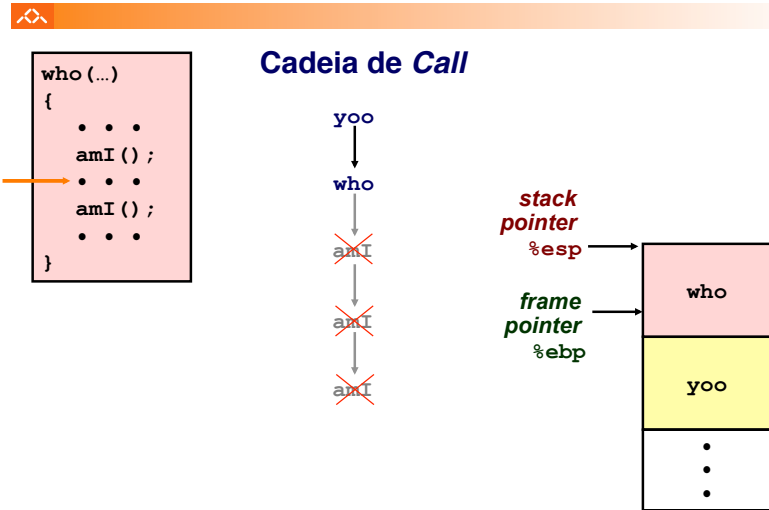 who(…)
{
• • •
amI();
• • •
amI();
• • •
}
Cadeia de Call
yoo
who
amI
amI
amI
stack
pointer
%esp
frame
pointer
%ebp
who
yoo
•
•
•